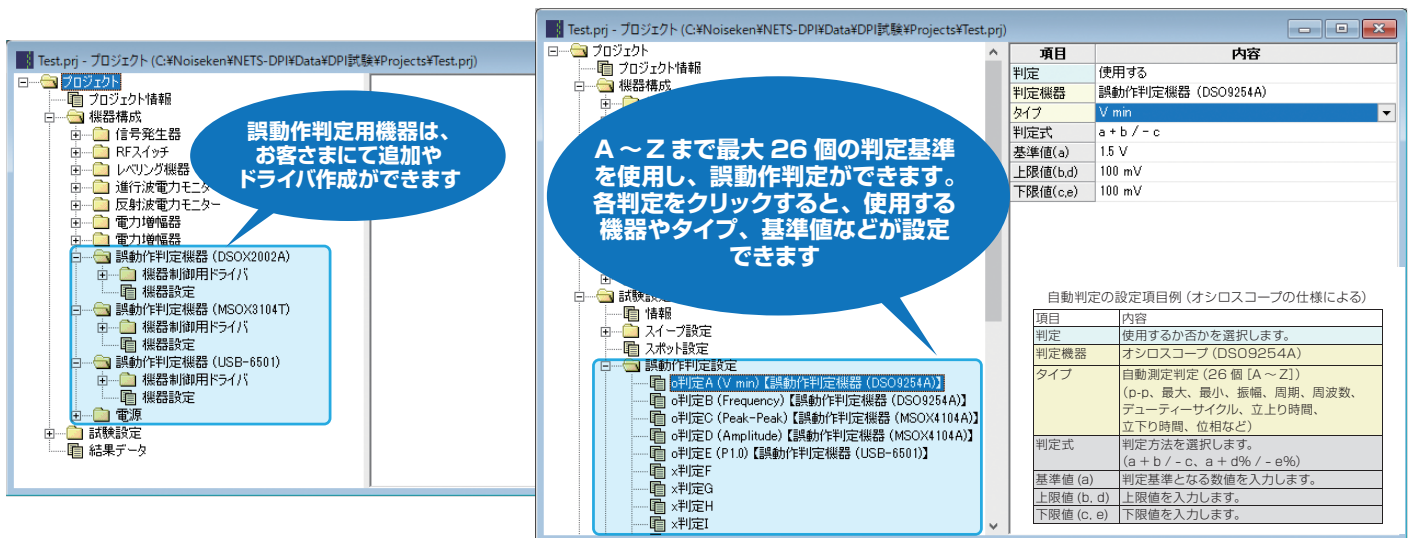 Test.prj - プロジェクト (C:¥Noiseken¥NETS-DPI¥Data¥DPI試験¥Projects¥Test.prj)
プロジェクト
プロジェクト情報
機器構成
信号発生器
RFスイッチ
レベリング機器
進行波電力モニター
反射波電力モニター
電力増幅器
電力増幅器
誤動作判定機器 (DSOX2002A)
機器制御用ドライバ
機器設定
誤動作判定機器 (MSOX3104T)
機器制御用ドライバ
機器設定
誤動作判定機器 (USB-6501)
機器制御用ドライバ
機器設定
電源
試験設定
結果データ
誤動作判定用機器は、
お客さまにて追加や
ドライバ作成ができます
Test.prj - プロジェクト (C:¥Noiseken¥NETS-DPI¥Data¥DPI試験¥Projects¥Test.prj)
プロジェクト
プロジェクト情報
機器構成
A ～ Z まで最大 26 個の判定基準
を使用し、誤動作判定ができます。
各判定をクリックすると、使用する
機器やタイプ、基準値などが設定
できます
試験設定
情報
スイープ設定
スポット設定
誤動作判定設定
o判定A (V min)【誤動作判定機器 (DSO9254A)】
o判定B (Frequency)【誤動作判定機器 (DSO9254A)】
o判定C (Peak-Peak)【誤動作判定機器 (MSOX4104A)】
o判定D (Amplitude)【誤動作判定機器 (MSOX4104A)】
o判定E (P1.0)【誤動作判定機器 (USB-6501)】
x判定F
x判定G
x判定H
x判定I
項目 内容
判定 使用する
判定機器 誤動作判定機器 (DSO9254A)
タイプ V min
判定式 a + b / - c
基準値(a) 1.5 V
上限値(b,d) 100 mV
下限値(c,e) 100 mV
自動判定の設定項目例 (オシロスコープの仕様による)
項目 内容
判定 使用するか否かを選択します。
判定機器 オシロスコープ (DSO9254A)
タイプ 自動測定判定 (26 個 [A ～ Z])
(p-p、最大、最小、振幅、周期、周波数、
デューティーサイクル、立上り時間、
立下り時間、位相など)
判定式 判定方法を選択します。
(a + b / - c、a + d% / - e%)
基準値 (a) 判定基準となる数値を入力します。
上限値 (b, d) 上限値を入力します。
下限値 (c, e) 下限値を入力します。